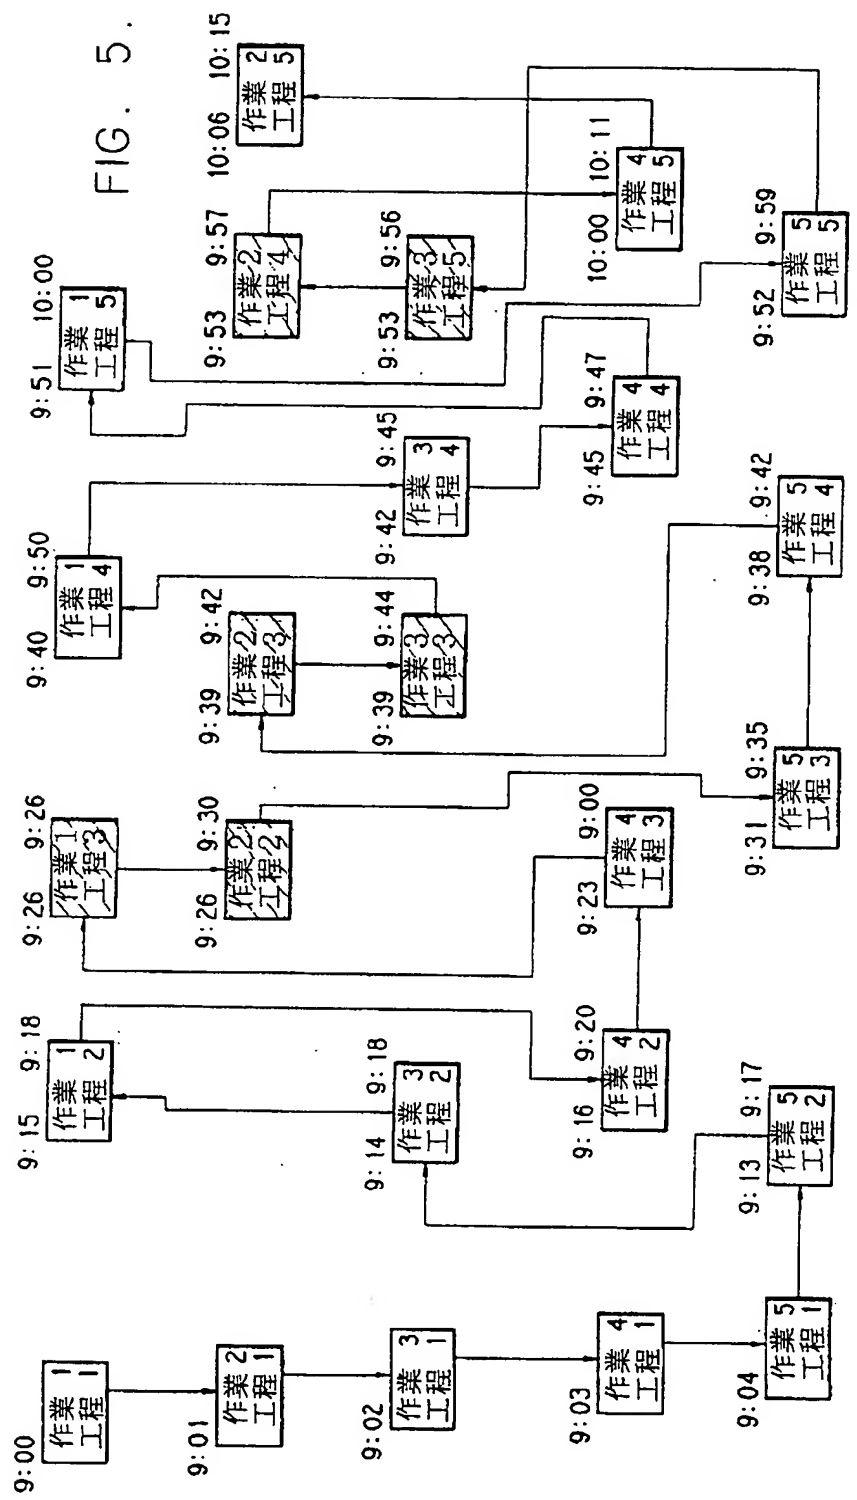 FIG. 5.
9:00
作業 1
工程 1
9:01
作業 2
工程 1
9:02
作業 3
工程 1
9:03
作業 4
工程 1
9:04
作業 5
工程 1
9:13 9:17
作業 5
工程 2
9:14 9:18
作業 3
工程 2
9:15 9:18
作業 1
工程 2
9:16 9:20
作業 4
工程 2
9:23 9:00
作業 4
工程 3
9:26 9:26
作業 1
工程 3
9:26 9:30
作業 2
工程 2
9:31 9:35
作業 5
工程 3
9:38 9:42
作業 5
工程 4
9:39 9:42
作業 2
工程 3
9:39 9:44
作業 3
工程 3
9:40 9:50
作業 1
工程 4
9:42 9:45
作業 3
工程 4
9:45 9:47
作業 4
工程 4
9:51 10:00
作業 1
工程 5
9:52 9:59
作業 5
工程 5
9:53 9:56
作業 3
工程 5
9:53 9:57
作業 2
工程 4
10:00 10:11
作業 4
工程 5
10:06 10:15
作業 2
工程 5